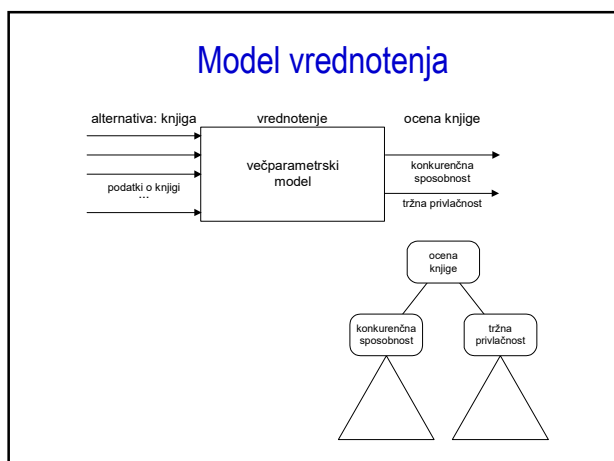 Model vrednotenja
alternativa: knjiga
vrednotenje
ocena knjige
večparametrski
model
podatki o knjigi
...
konkurenčna
sposobnost
tržna privlačnost
ocena
knjige
konkurenčna
sposobnost
tržna
privlačnost